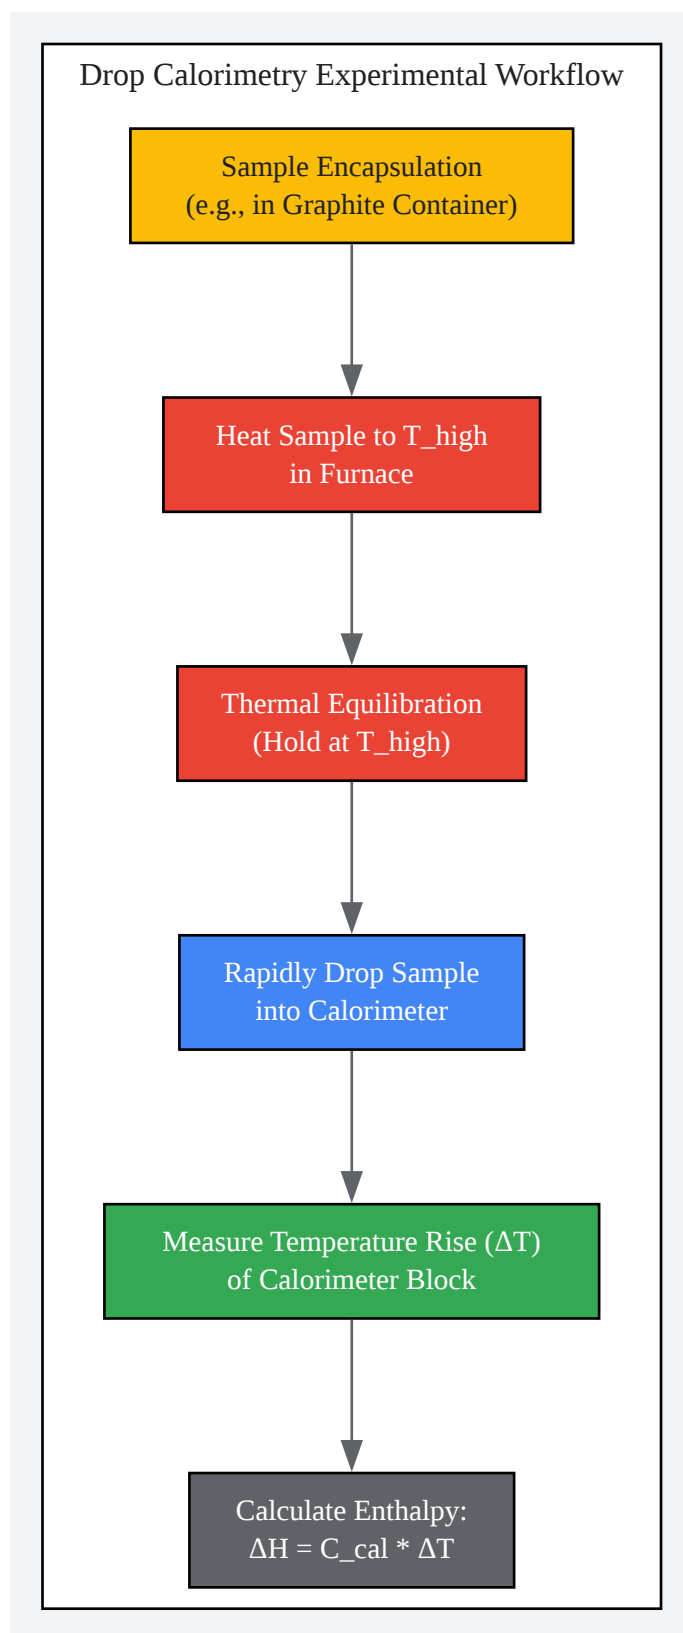 Drop Calorimetry Experimental Workflow
Sample Encapsulation
(e.g., in Graphite Container)
Heat Sample to T_high
in Furnace
Thermal Equilibration
(Hold at T_high)
Rapidly Drop Sample
into Calorimeter
Measure Temperature Rise (ΔT)
of Calorimeter Block
Calculate Enthalpy:
ΔH = C_cal * ΔT